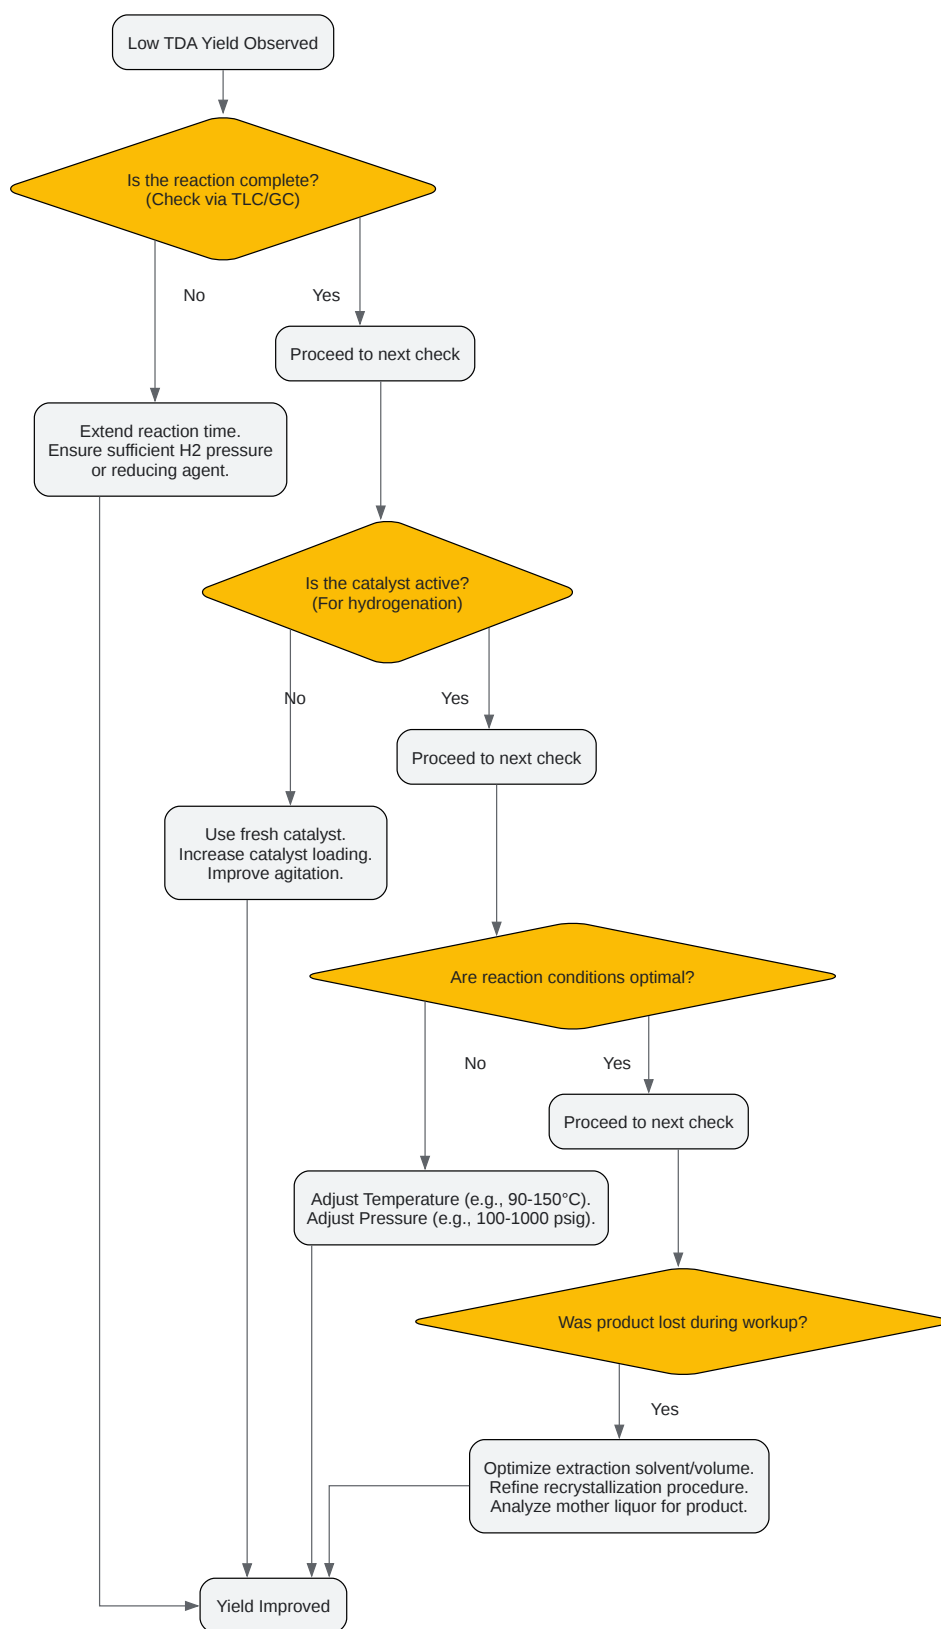 Low TDA Yield Observed
Is the reaction complete?
(Check via TLC/GC)
No
Yes
Proceed to next check
Extend reaction time.
Ensure sufficient H2 pressure
or reducing agent.
Is the catalyst active?
(For hydrogenation)
No
Yes
Proceed to next check
Use fresh catalyst.
Increase catalyst loading.
Improve agitation.
Are reaction conditions optimal?
No
Yes
Proceed to next check
Adjust Temperature (e.g., 90-150°C).
Adjust Pressure (e.g., 100-1000 psig).
Was product lost during workup?
Yes
Optimize extraction solvent/volume.
Refine recrystallization procedure.
Analyze mother liquor for product.
Yield Improved